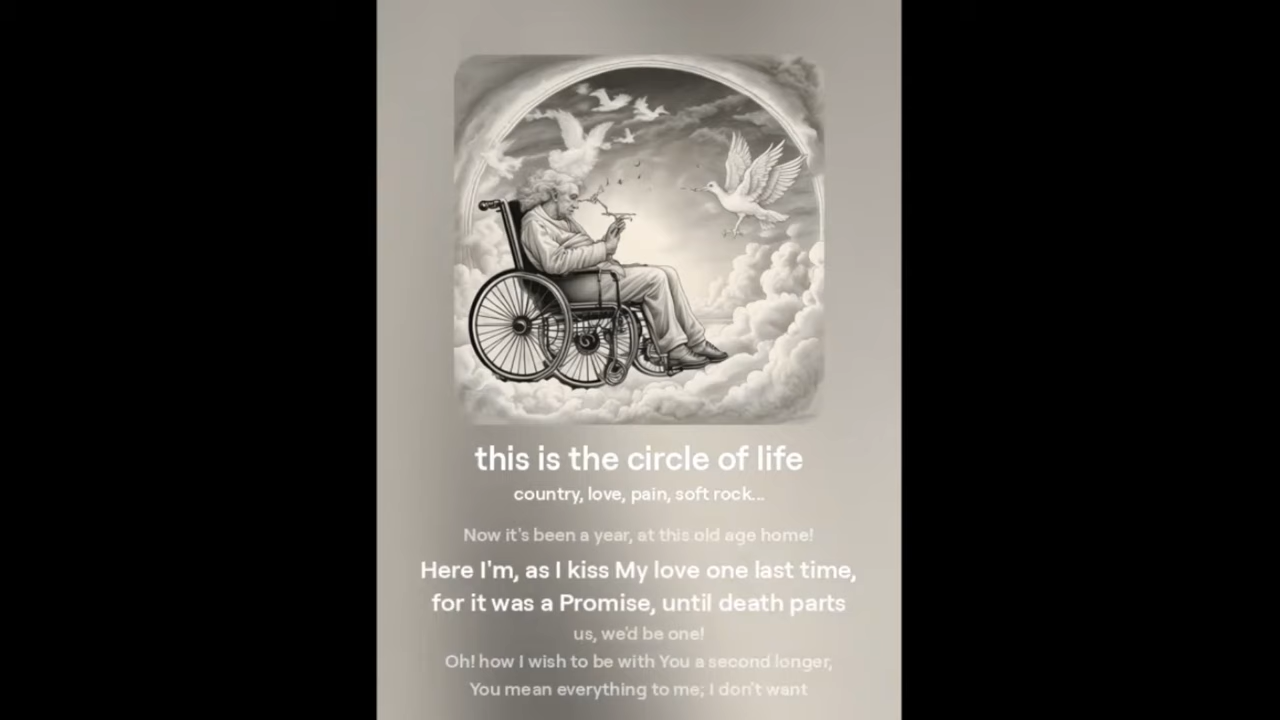 this is the circle of life
country, love, pain, soft rock...
Now it's been a year, at this old age home!
Here I'm, as I kiss My love one last time,
for it was a Promise, until death parts
us, we'd be one!
Oh! how I wish to be with You a second longer,
You mean everything to me; I don't want